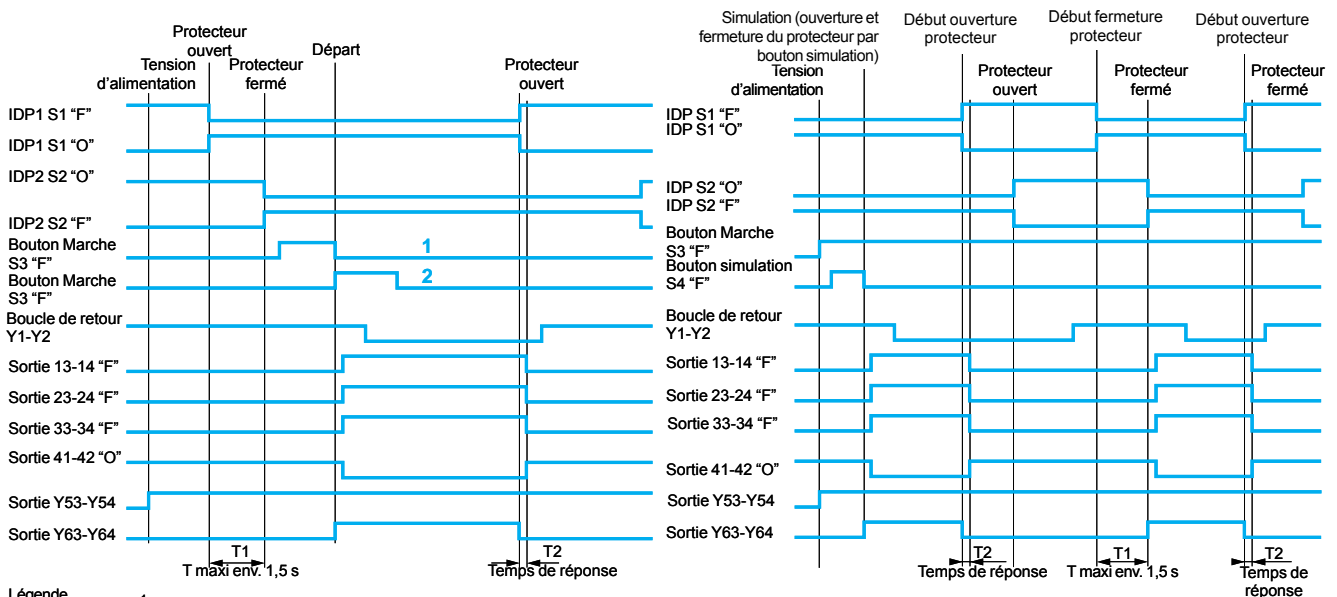 Protecteur
ouvert
Tension
d’alimentation
Protecteur
fermé
Départ
Protecteur
ouvert
IDP1 S1 “F”
IDP1 S1 “O”
IDP2 S2 “O”
IDP2 S2 “F”
Bouton Marche
S3 “F”
1
Bouton Marche
S3 “F”
2
Boucle de retour
Y1-Y2
Sortie 13-14 “F”
Sortie 23-24 “F”
Sortie 33-34 “F”
Sortie 41-42 “O”
Sortie Y53-Y54
Sortie Y63-Y64
T1
T maxi env. 1,5 s
T2
Temps de réponse
Légende
Simulation (ouverture et
fermeture du protecteur par
bouton simulation)
Début ouverture
protecteur
Début fermeture
protecteur
Début ouverture
protecteur
Tension
d’alimentation
Protecteur
ouvert
Protecteur
fermé
Protecteur
fermé
IDP S1 “F”
IDP S1 “O”
IDP S2 “O”
IDP S2 “F”
Bouton Marche
S3 “F”
Bouton simulation
S4 “F”
Boucle de retour
Y1-Y2
Sortie 13-14 “F”
Sortie 23-24 “F”
Sortie 33-34 “F”
Sortie 41-42 “O”
Sortie Y53-Y54
Sortie Y63-Y64
T2
Temps de réponse
T1
T maxi env. 1,5 s
T2
Temps de
réponse